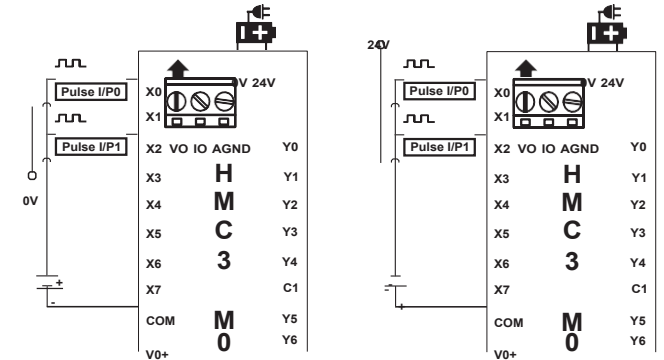 0V 24V
Pulse I/P0
X0
X1
Pulse I/P1
X2 VO IO AGND Y0
X3 H Y1
0V
X4 M Y2
X5 C Y3
X6 3 Y4
+
X7 C1
-
COM M Y5
0 Y6
V0+
24V
0V 24V
Pulse I/P0
X0
X1
Pulse I/P1
X2 VO IO AGND Y0
X3 H Y1
X4 M Y2
X5 C Y3
X6 3 Y4
-
X7 C1
+
COM M Y5
0 Y6
V0+